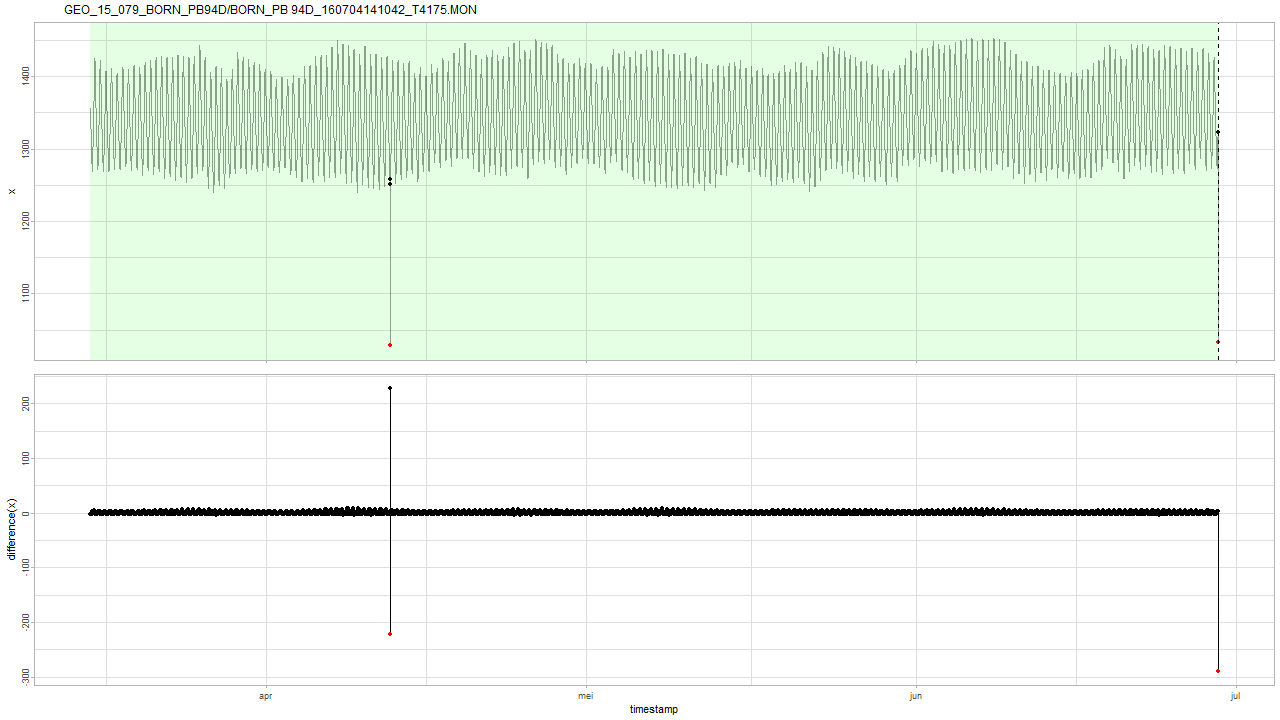 GEO_15_079_BORN_PB94D/BORN_PB 94D_160704141042_T4175.MON
1400
1300
x
1200
1100
200
100
0
difference(x)
-100
-200
-300
apr
mei
jun
jul
timestamp